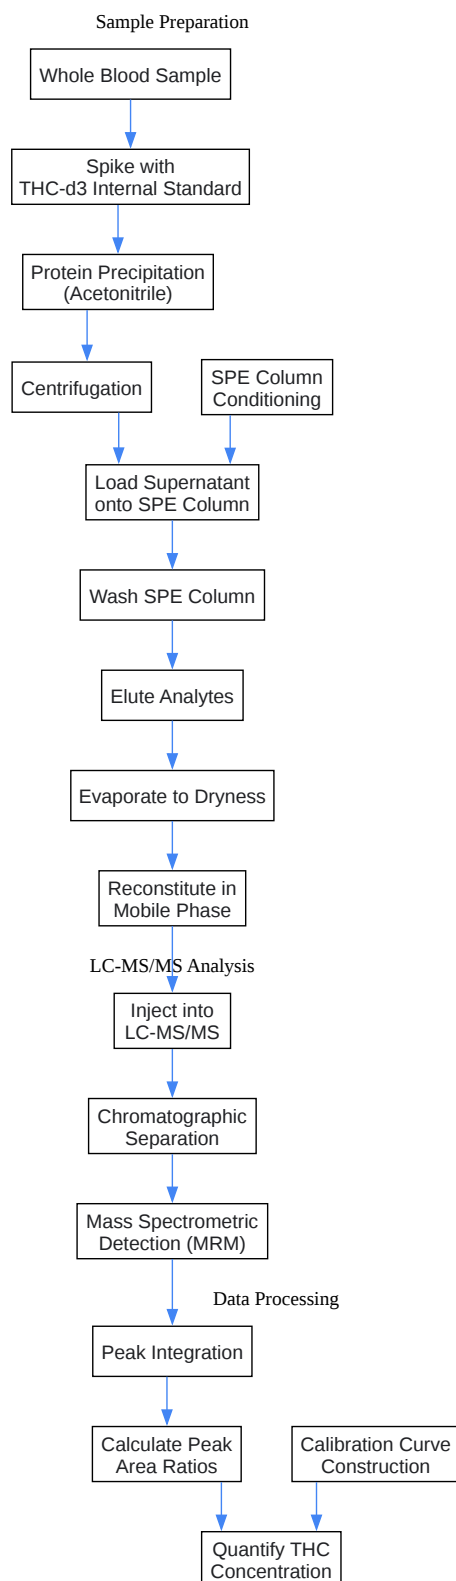 Sample Preparation
Whole Blood Sample
Spike with
THC-d3 Internal Standard
Protein Precipitation
(Acetonitrile)
Centrifugation
SPE Column
Conditioning
Load Supernatant
onto SPE Column
Wash SPE Column
Elute Analytes
Evaporate to Dryness
Reconstitute in
Mobile Phase
LC-MS/MS Analysis
Inject into
LC-MS/MS
Chromatographic
Separation
Mass Spectrometric
Detection (MRM)
Data Processing
Peak Integration
Calculate Peak
Area Ratios
Calibration Curve
Construction
Quantify THC
Concentration